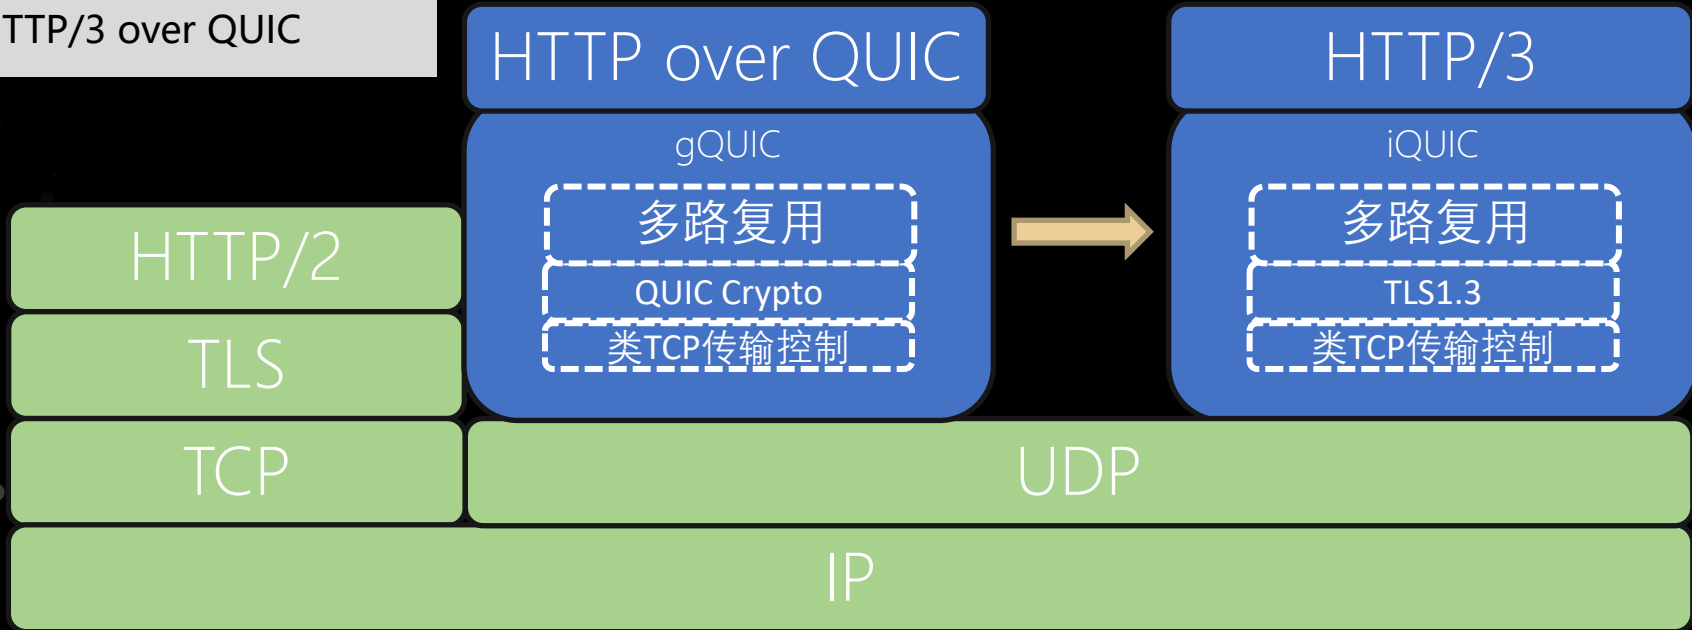 TTP/3 over QUIC
HTTP over QUIC
HTTP/3
gQUIC
iQUIC
多路复用
多路复用
HTTP/2
QUIC Crypto
TLS1.3
类TCP传输控制
类TCP传输控制
TLS
TCP
UDP
IP